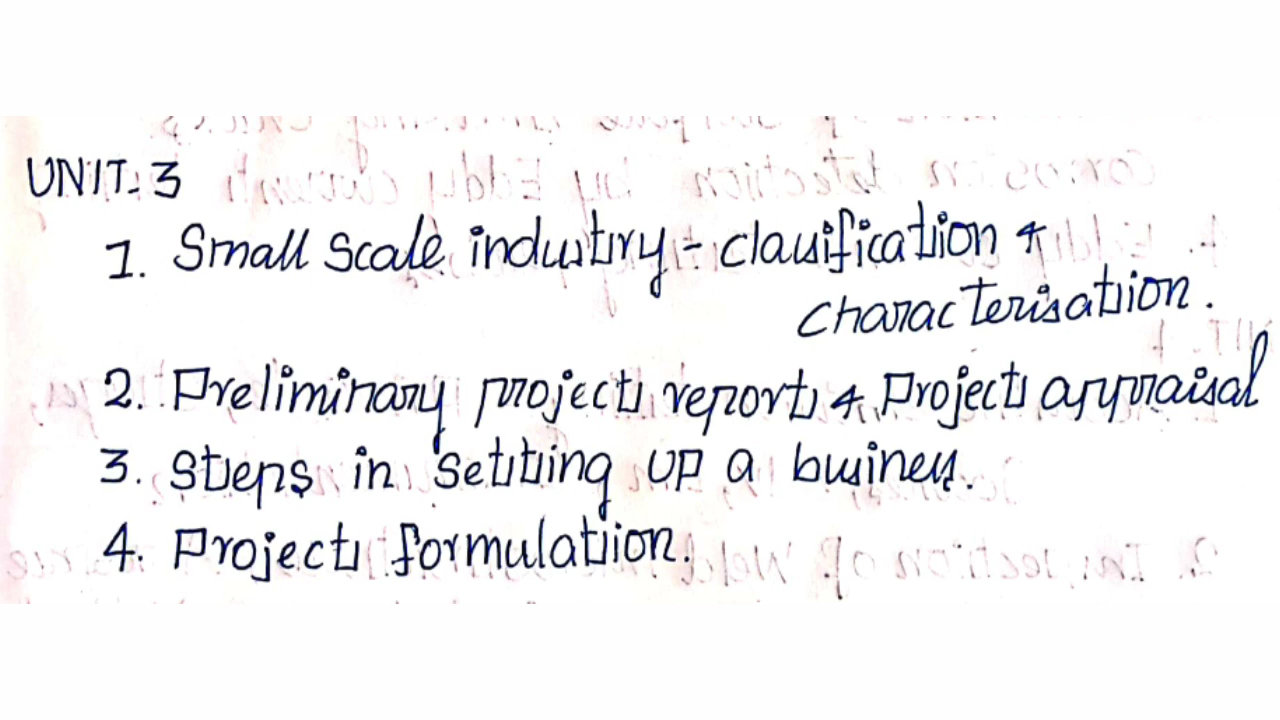 UNIT-3
1. Small Scale industry - classification &
characterisation.
2. Preliminary project report & Project appraisal
3. Steps in setting up a business.
4. Project formulation.